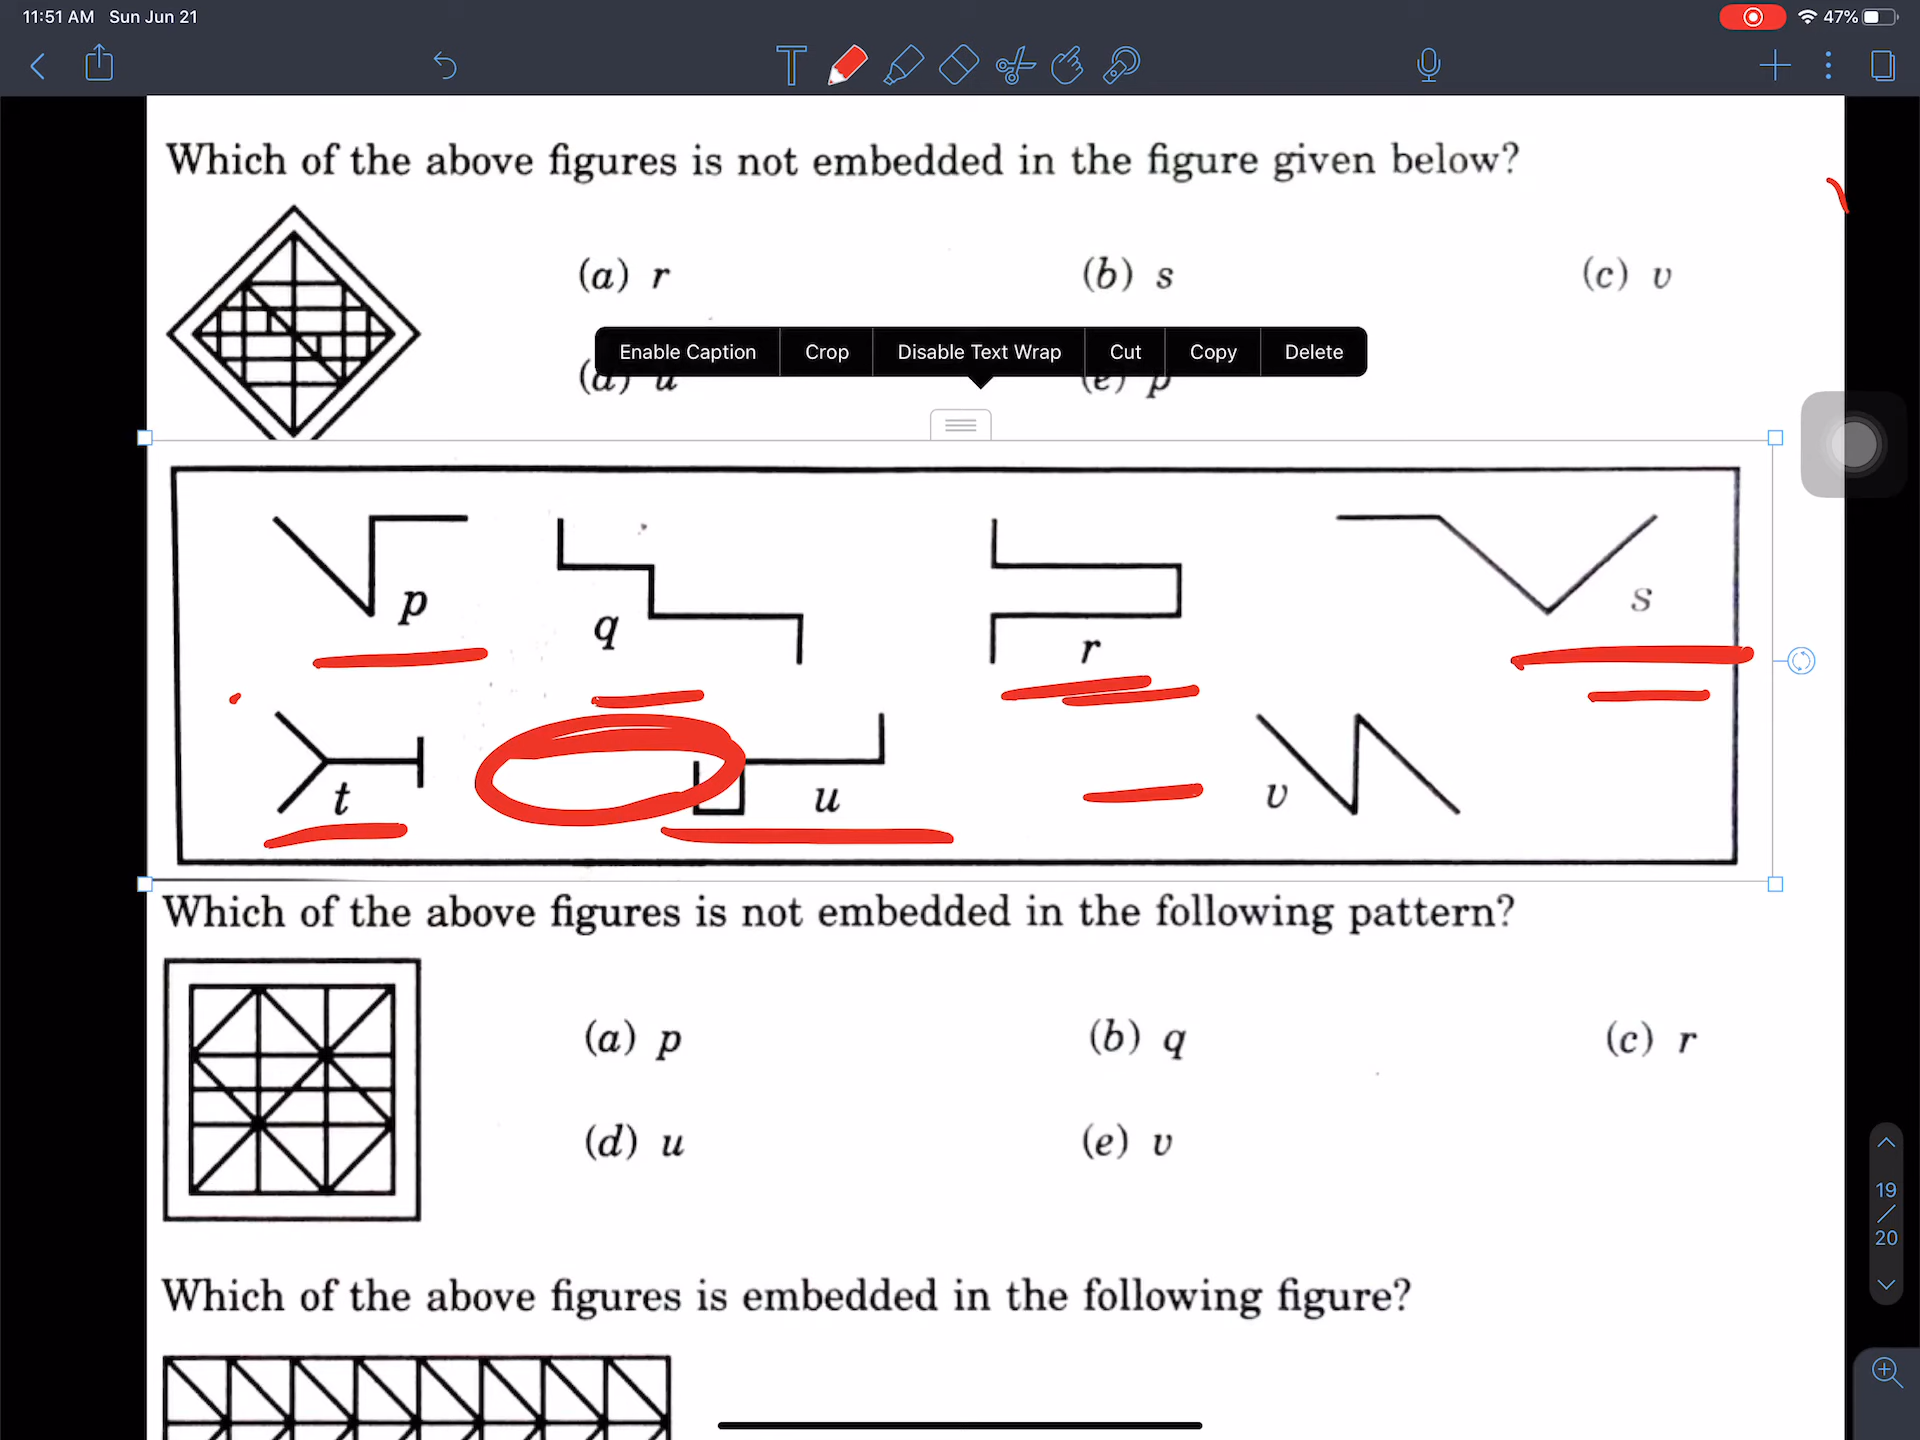 11:51 AM Sun Jun 21
47%
Which of the above figures is not embedded in the figure given below?
(a) r (b) s (c) v
Enable Caption Crop Disable Text Wrap Cut Copy Delete
(d) u (e) p
p q r s
t u v
Which of the above figures is not embedded in the following pattern?
(a) p (b) q (c) r
(d) u (e) v
19
/
20
Which of the above figures is embedded in the following figure?